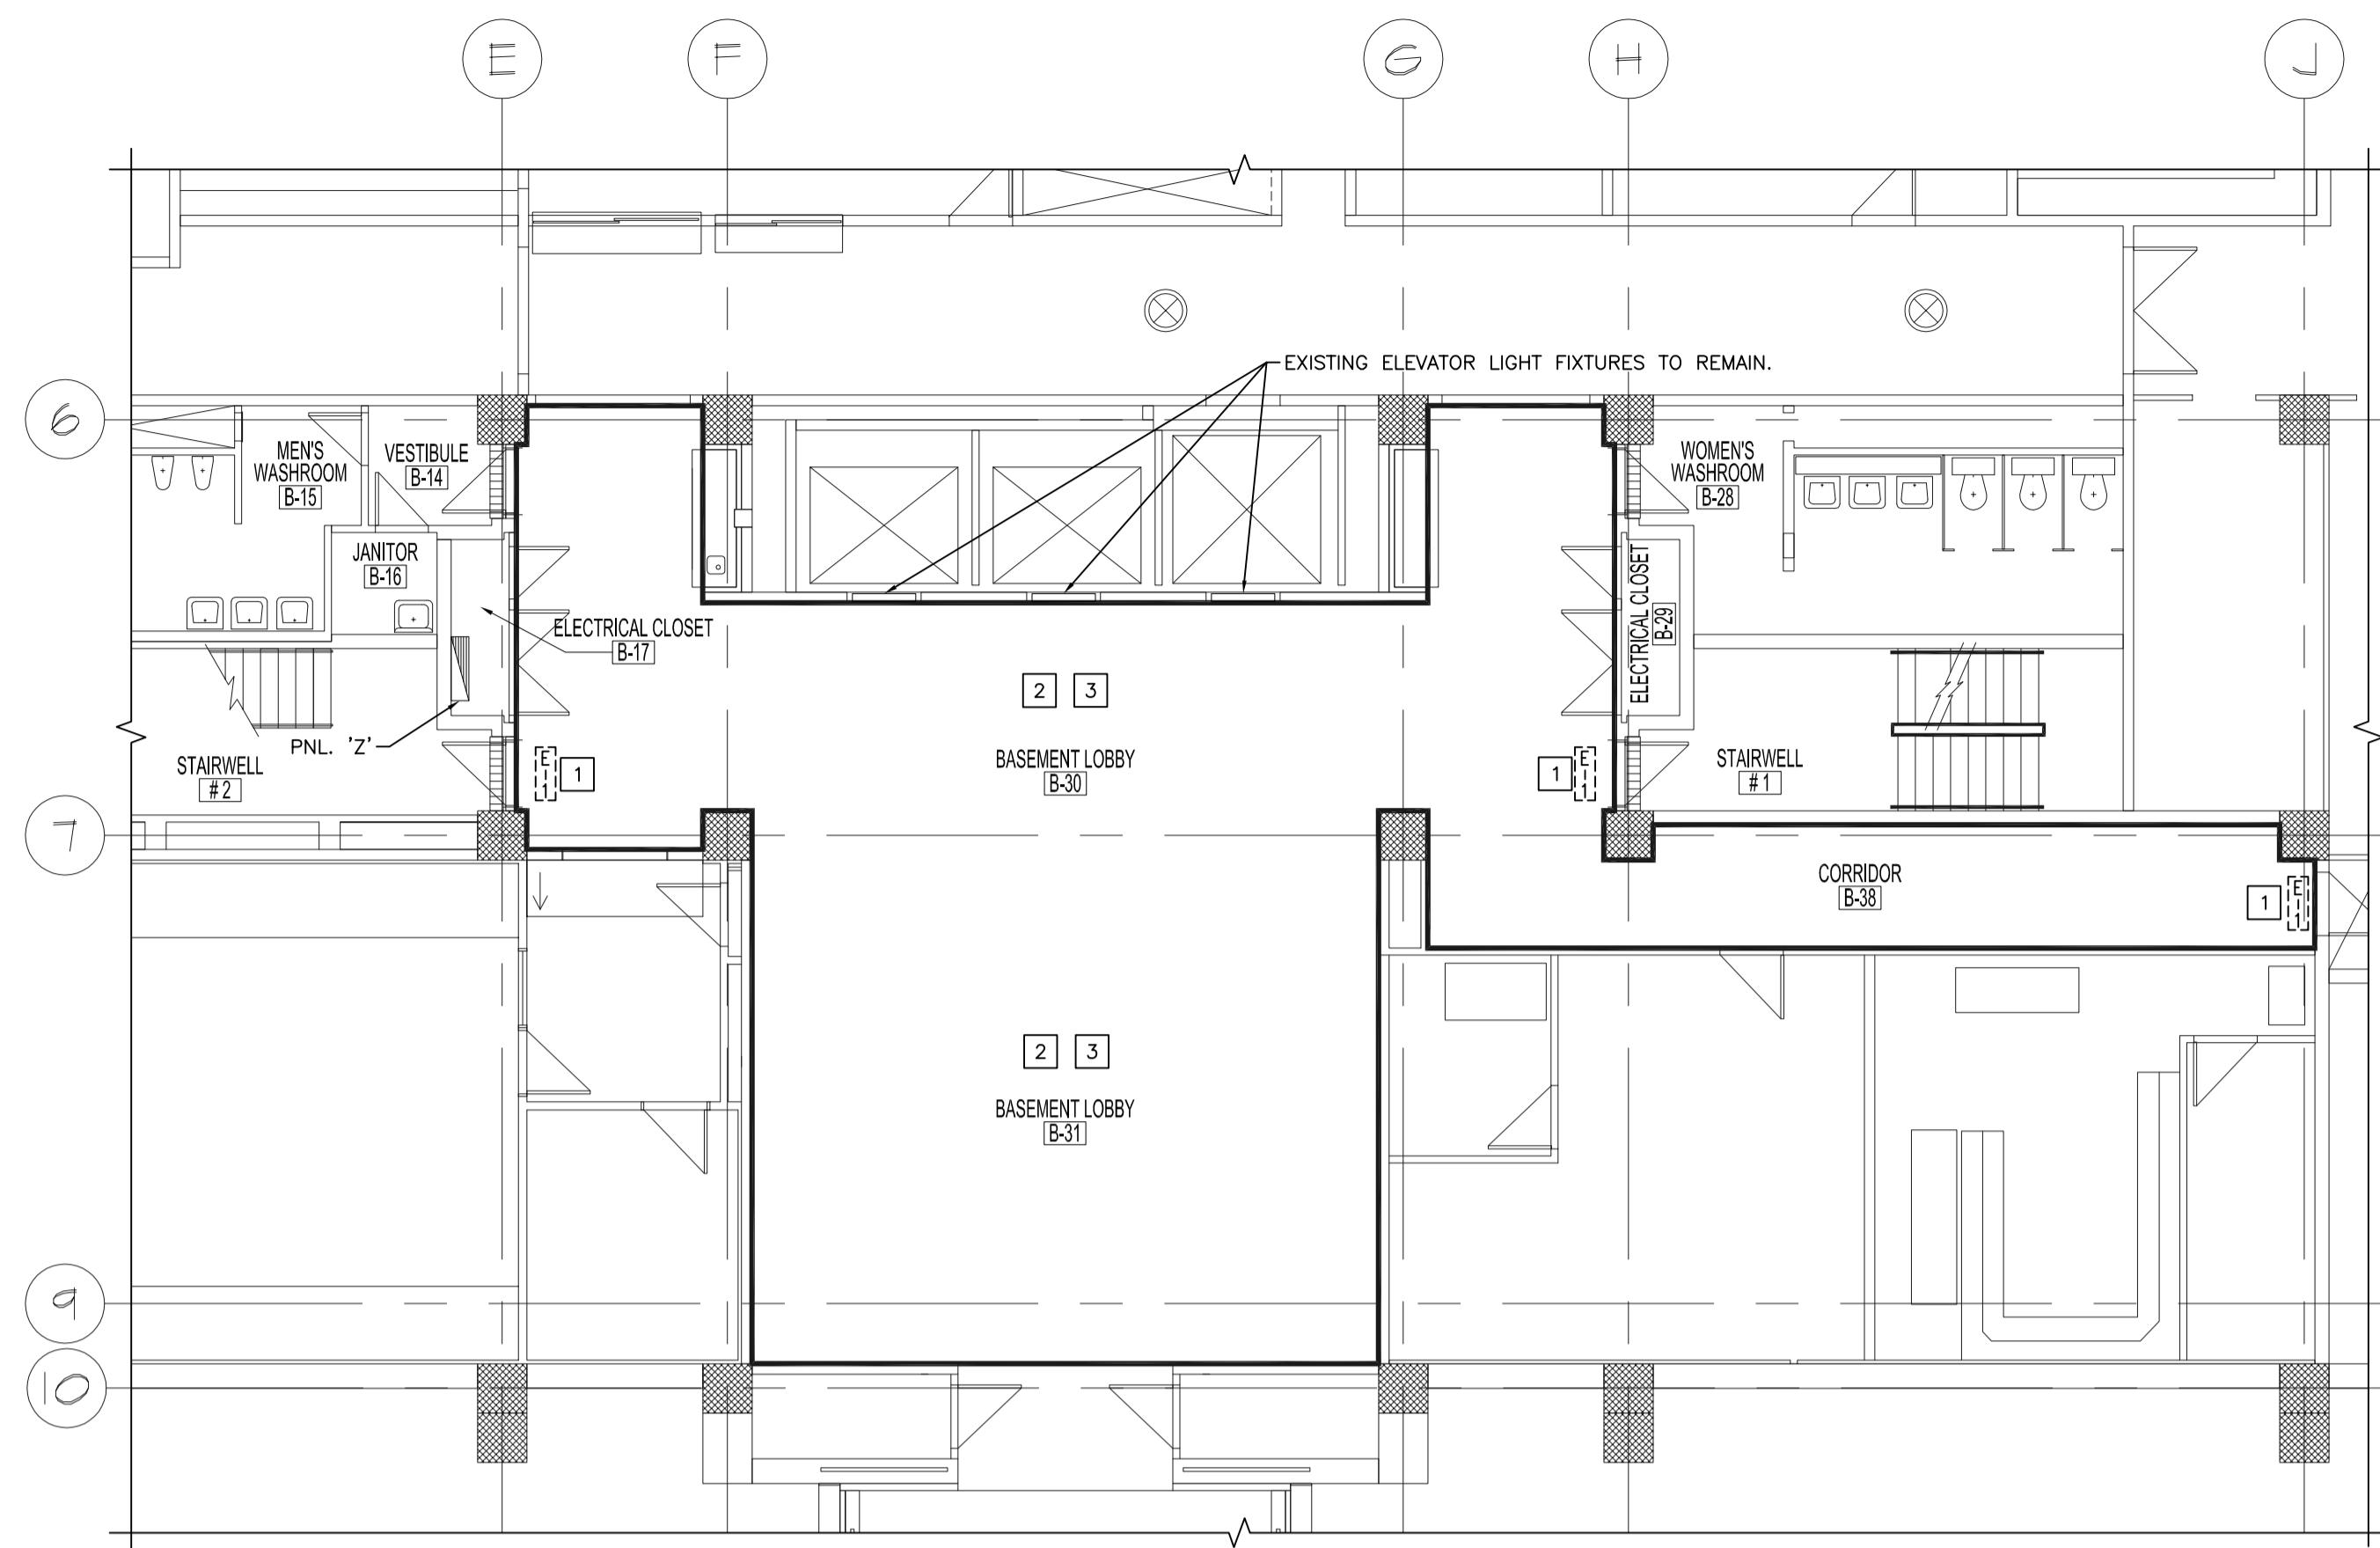 E F G H J
EXISTING ELEVATOR LIGHT FIXTURES TO REMAIN.
6
MEN'S
WASHROOM
B-15
VESTIBULE
B-14
WOMEN'S
WASHROOM
B-28
JANITOR
B-16
ELECTRICAL CLOSET
B-17
ELECTRICAL CLOSET
B-29
2 3
PNL. 'Z'
STAIRWELL
#2
E
1
1
BASEMENT LOBBY
B-30
1
E
1
STAIRWELL
#1
7
CORRIDOR
B-38
1
E
1
2 3
BASEMENT LOBBY
B-31
9
10